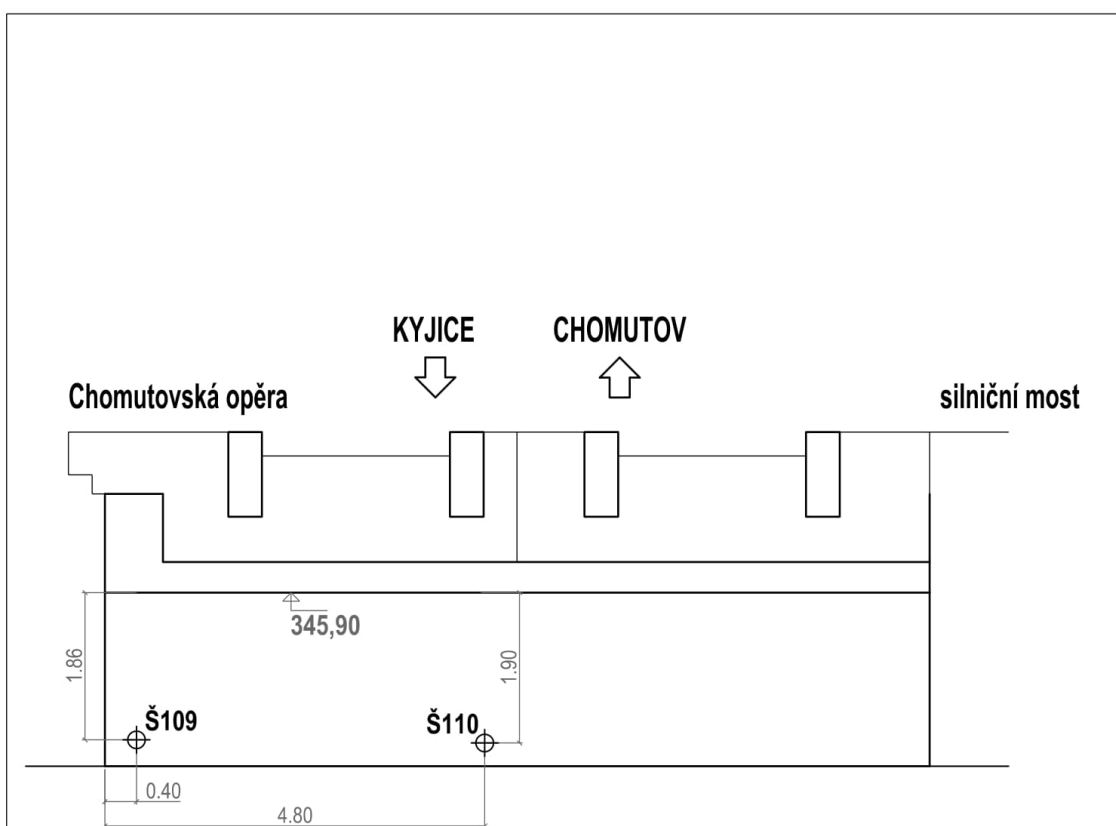 KYJICE CHOMUTOV
Chomutovská opěra silniční most
345,90
1.86
1.90
Š109
Š110
0.40
4.80